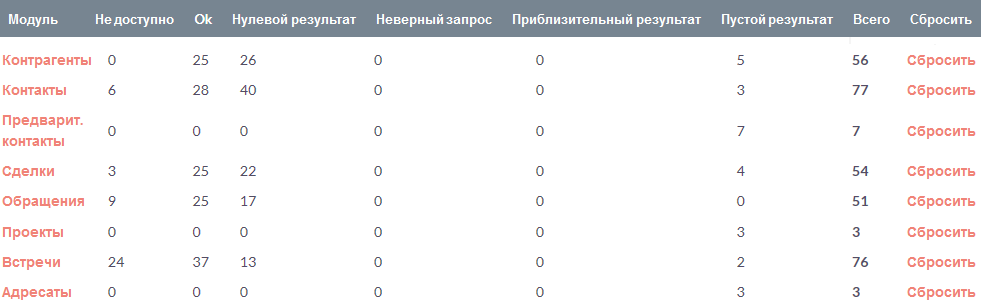 Модуль Не доступно Ok Нулевой результат Неверный запрос Приблизительный результат Пустой результат Всего Сбросить
Контрагенты 0 25 26 0 0 5 56 Сбросить
Контакты 6 28 40 0 0 3 77 Сбросить
Предварит.
контакты 0 0 0 0 0 7 7 Сбросить
Сделки 3 25 22 0 0 4 54 Сбросить
Обращения 9 25 17 0 0 0 51 Сбросить
Проекты 0 0 0 0 0 3 3 Сбросить
Встречи 24 37 13 0 0 2 76 Сбросить
Адресаты 0 0 0 0 0 3 3 Сбросить